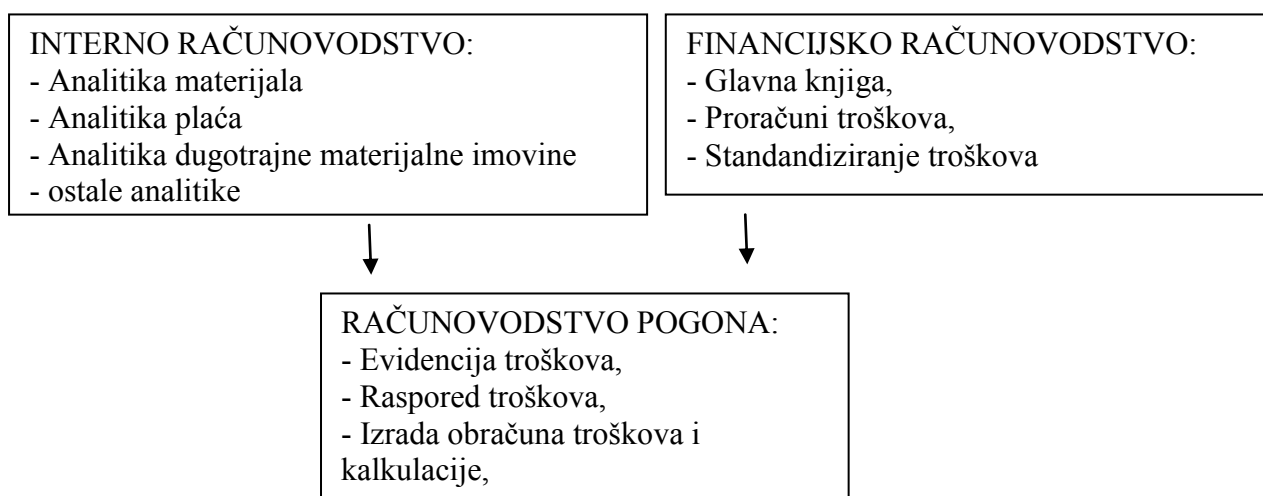 INTERNO RAČUNOVODSTVO:
- Analitika materijala
- Analitika plaća
- Analitika dugotrajne materijalne imovine
- ostale analitike
FINANCIJSKO RAČUNOVODSTVO:
- Glavna knjiga,
- Proračuni troškova,
- Standandiziranje troškova
RAČUNOVODSTVO POGONA:
- Evidencija troškova,
- Raspored troškova,
- Izrada obračuna troškova i
kalkulacije,